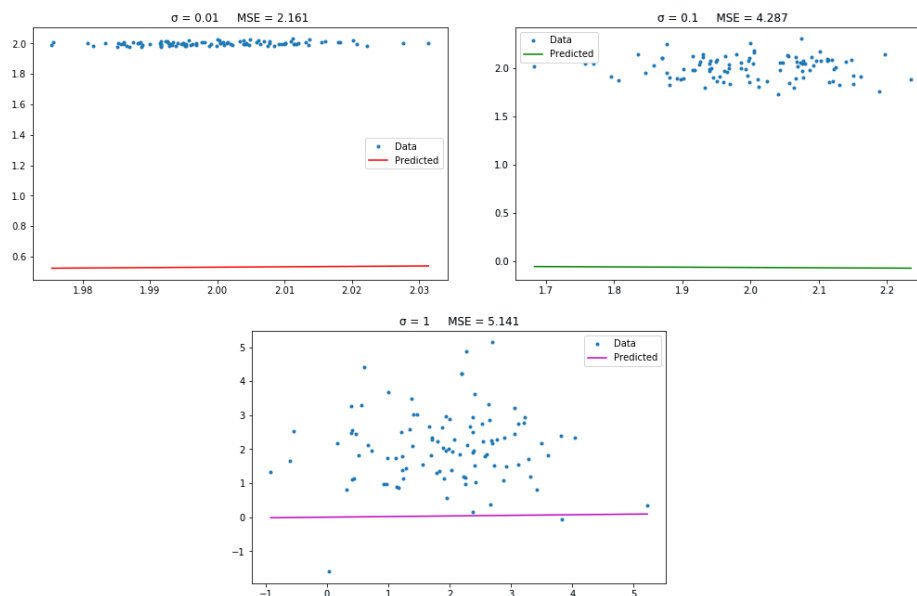 σ = 0.01 MSE = 2.161
2.0
1.8
1.6
1.4
1.2
1.0
0.8
0.6
Data
Predicted
1.98 1.99 2.00 2.01 2.02 2.03
σ = 0.1 MSE = 4.287
Data
Predicted
2.0
1.5
1.0
0.5
0.0
1.7 1.8 1.9 2.0 2.1 2.2
σ = 1 MSE = 5.141
Data
Predicted
5
4
3
2
1
0
−1
−1 0 1 2 3 4 5